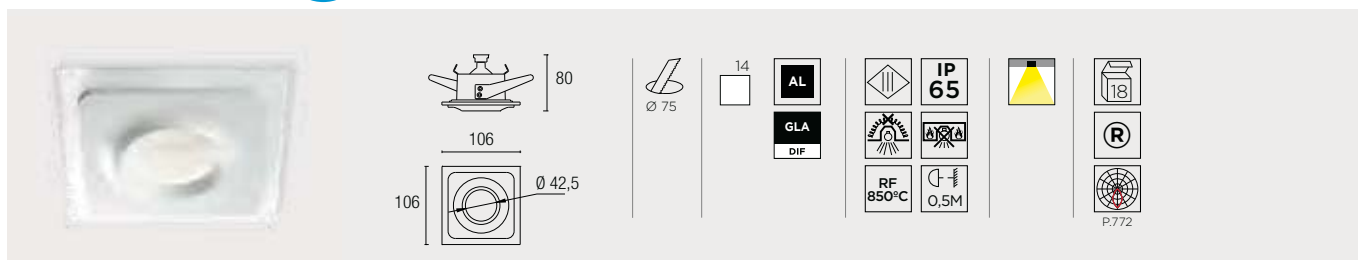 80
106
106
Ø 42,5
Ø 75
14
AL
GLA
DIF
IP
65
RF
850ºC
0,5M
18
R
P.772